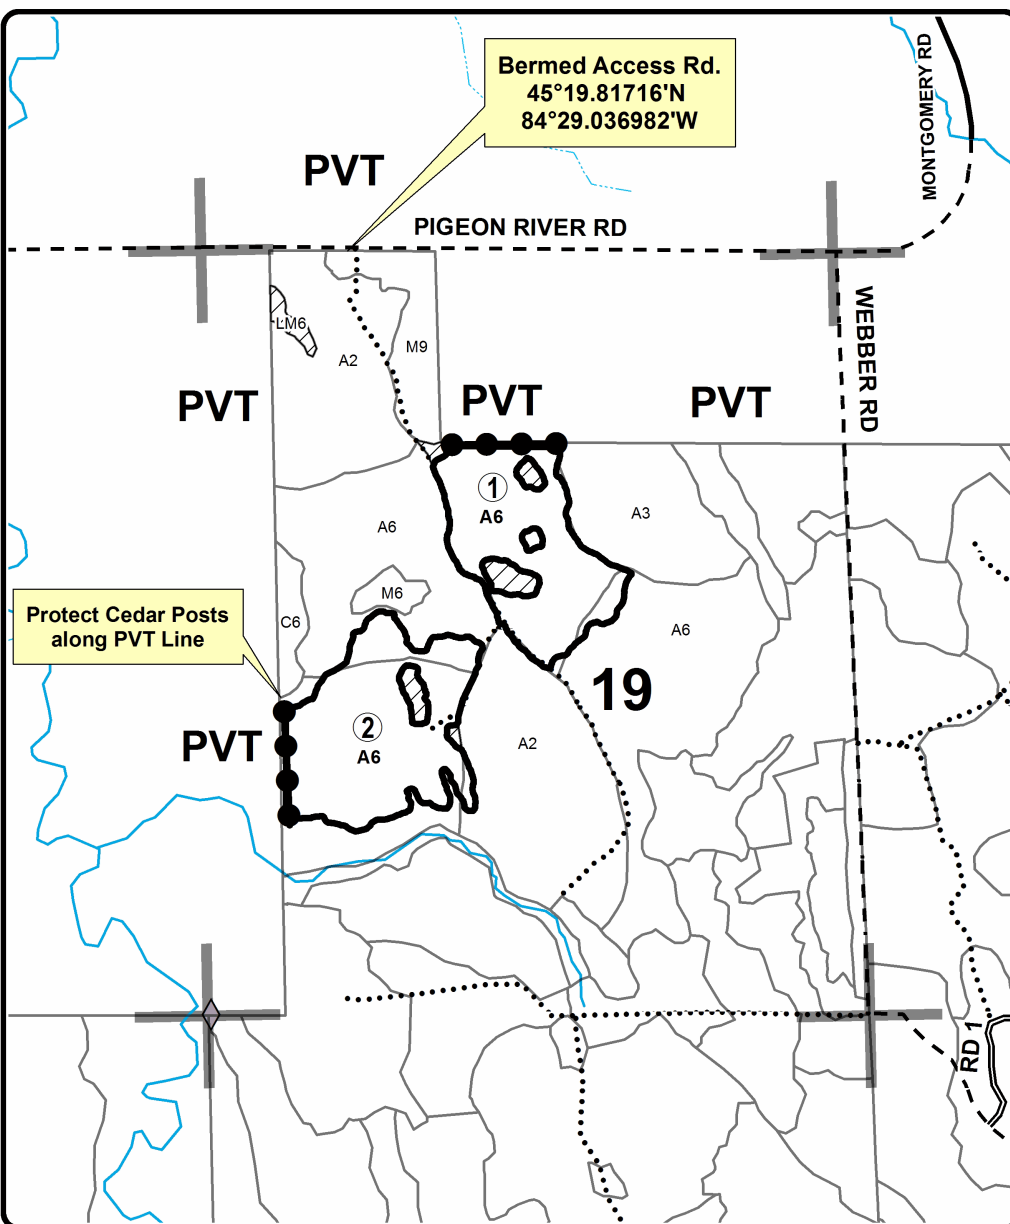 MONTGOMERY RD
Bermed Access Rd.
45°19.81716'N
84°29.036982'W
PVT
PIGEON RIVER RD
WEBBER RD
LM6
A2
M9
PVT
PVT
PVT
1
A6
A3
A6
M6
C6
Protect Cedar Posts
along PVT Line
A6
19
2
A6
PVT
A2
RD 1